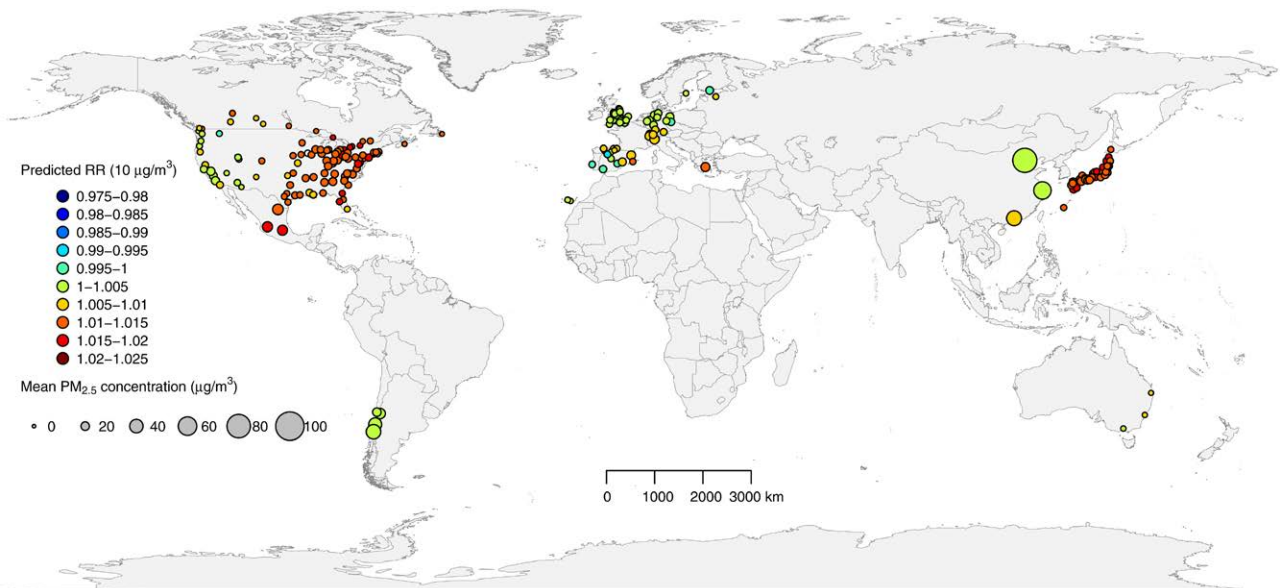 Predicted RR (10 µg/m³)
0.975–0.98
0.98–0.985
0.985–0.99
0.99–0.995
0.995–1
1–1.005
1.005–1.01
1.01–1.015
1.015–1.02
1.02–1.025
Mean PM₂.₅ concentration (µg/m³)
0 20 40 60 80 100
0 1000 2000 3000 km